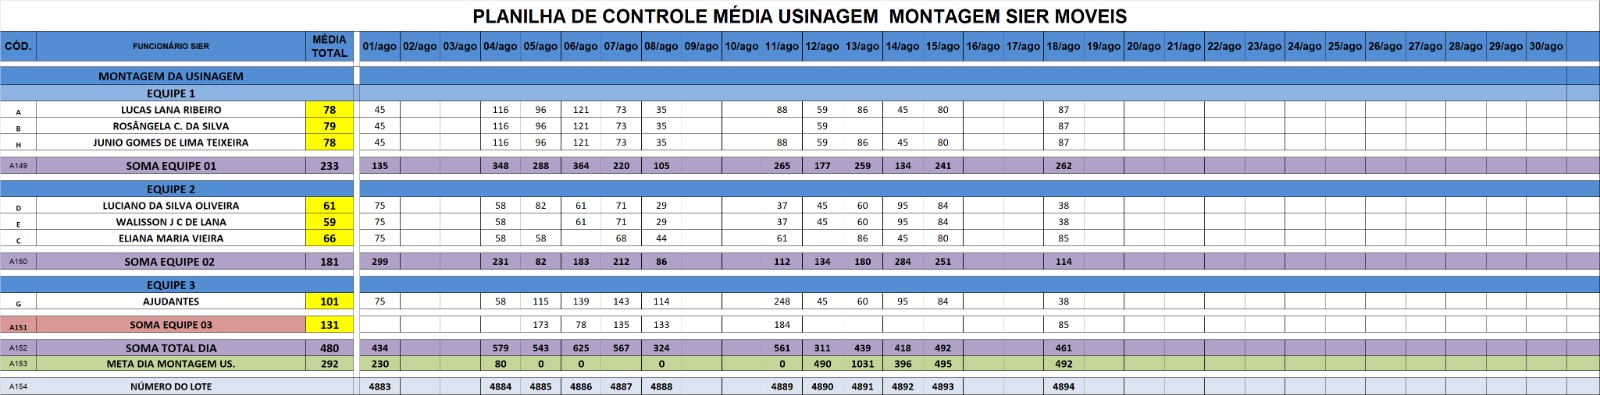 PLANILHA DE CONTROLE MÉDIA USINAGEM MONTAGEM SIER MOVEIS
CÓD. FUNCIONÁRIO SIER MÉDIA TOTAL 01/ago 02/ago 03/ago 04/ago 05/ago 06/ago 07/ago 08/ago 09/ago 10/ago 11/ago 12/ago 13/ago 14/ago 15/ago 16/ago 17/ago 18/ago 19/ago 20/ago 21/ago 22/ago 23/ago 24/ago 25/ago 26/ago 27/ago 28/ago 29/ago 30/ago
MONTAGEM DA USINAGEM
EQUIPE 1
A LUCAS LANA RIBEIRO 78 45 116 96 121 73 35 88 59 86 45 80 87
B ROSÂNGELA C. DA SILVA 79 45 116 96 121 73 35 59 87
H JUNIO GOMES DE LIMA TEIXEIRA 78 45 116 96 121 73 35 88 59 86 45 80 87
A149 SOMA EQUIPE 01 233 135 348 288 364 220 105 265 177 259 134 241 262
EQUIPE 2
D LUCIANO DA SILVA OLIVEIRA 61 75 58 82 61 71 29 37 45 60 95 84 38
E WALISSON J C DE LANA 59 75 58 61 71 29 37 45 60 95 84 38
C ELIANA MARIA VIEIRA 66 75 58 58 68 44 61 86 45 80 85
A150 SOMA EQUIPE 02 181 299 231 82 183 212 86 112 134 180 284 251 114
EQUIPE 3
G AJUDANTES 101 75 58 115 139 143 114 248 45 60 95 84 38
A151 SOMA EQUIPE 03 131 173 78 135 133 184 85
A152 SOMA TOTAL DIA 480 434 579 543 625 567 324 561 311 439 418 492 461
A153 META DIA MONTAGEM US. 292 230 80 0 0 0 0 0 490 1031 396 495 492
A154 NÚMERO DO LOTE 4883 4884 4885 4886 4887 4888 4889 4890 4891 4892 4893 4894